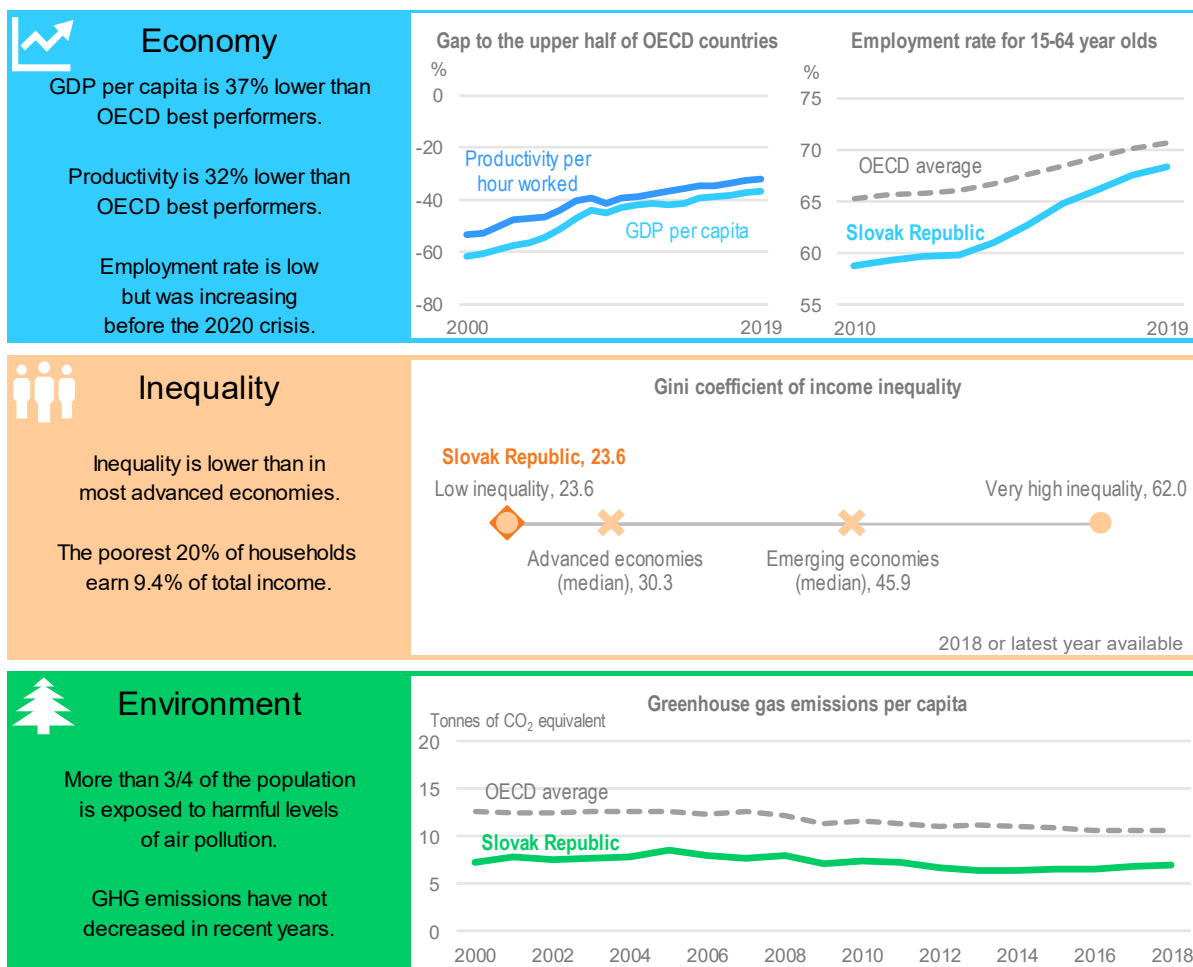 Economy
GDP per capita is 37% lower than
OECD best performers.
Productivity is 32% lower than
OECD best performers.
Employment rate is low
but was increasing
before the 2020 crisis.
Gap to the upper half of OECD countries
%
0
-20
-40
-60
-80
Productivity per
hour worked
GDP per capita
2000
2019
Employment rate for 15-64 year olds
%
75
70
65
60
55
OECD average
Slovak Republic
2010
2019
Inequality
Inequality is lower than in
most advanced economies.
The poorest 20% of households
earn 9.4% of total income.
Gini coefficient of income inequality
Slovak Republic, 23.6
Low inequality, 23.6
Very high inequality, 62.0
Advanced economies
(median), 30.3
Emerging economies
(median), 45.9
2018 or latest year available
Environment
More than 3/4 of the population
is exposed to harmful levels
of air pollution.
GHG emissions have not
decreased in recent years.
Greenhouse gas emissions per capita
Tonnes of CO₂ equivalent
20
15
10
5
0
OECD average
Slovak Republic
2000 2002 2004 2006 2008 2010 2012 2014 2016 2018